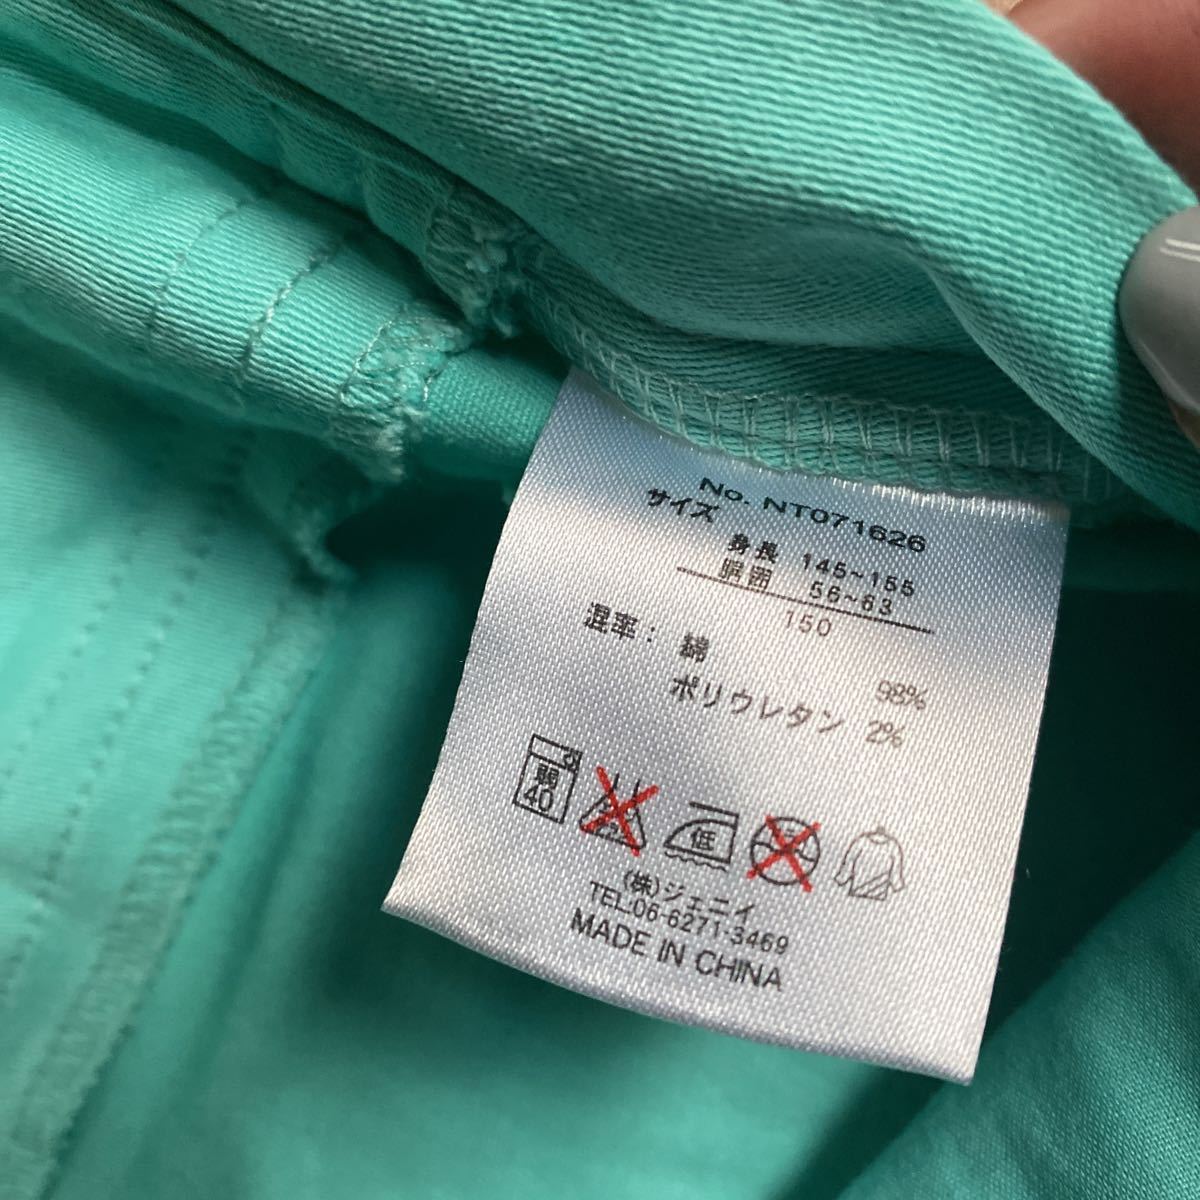 No. NT071626
サイズ
身長 145~155
胴囲 56~63
150
混率: 綿 98%
ポリウレタン 2%
弱
40
低
(株)ジェニイ
TEL:06-6271-3469
MADE IN CHINA